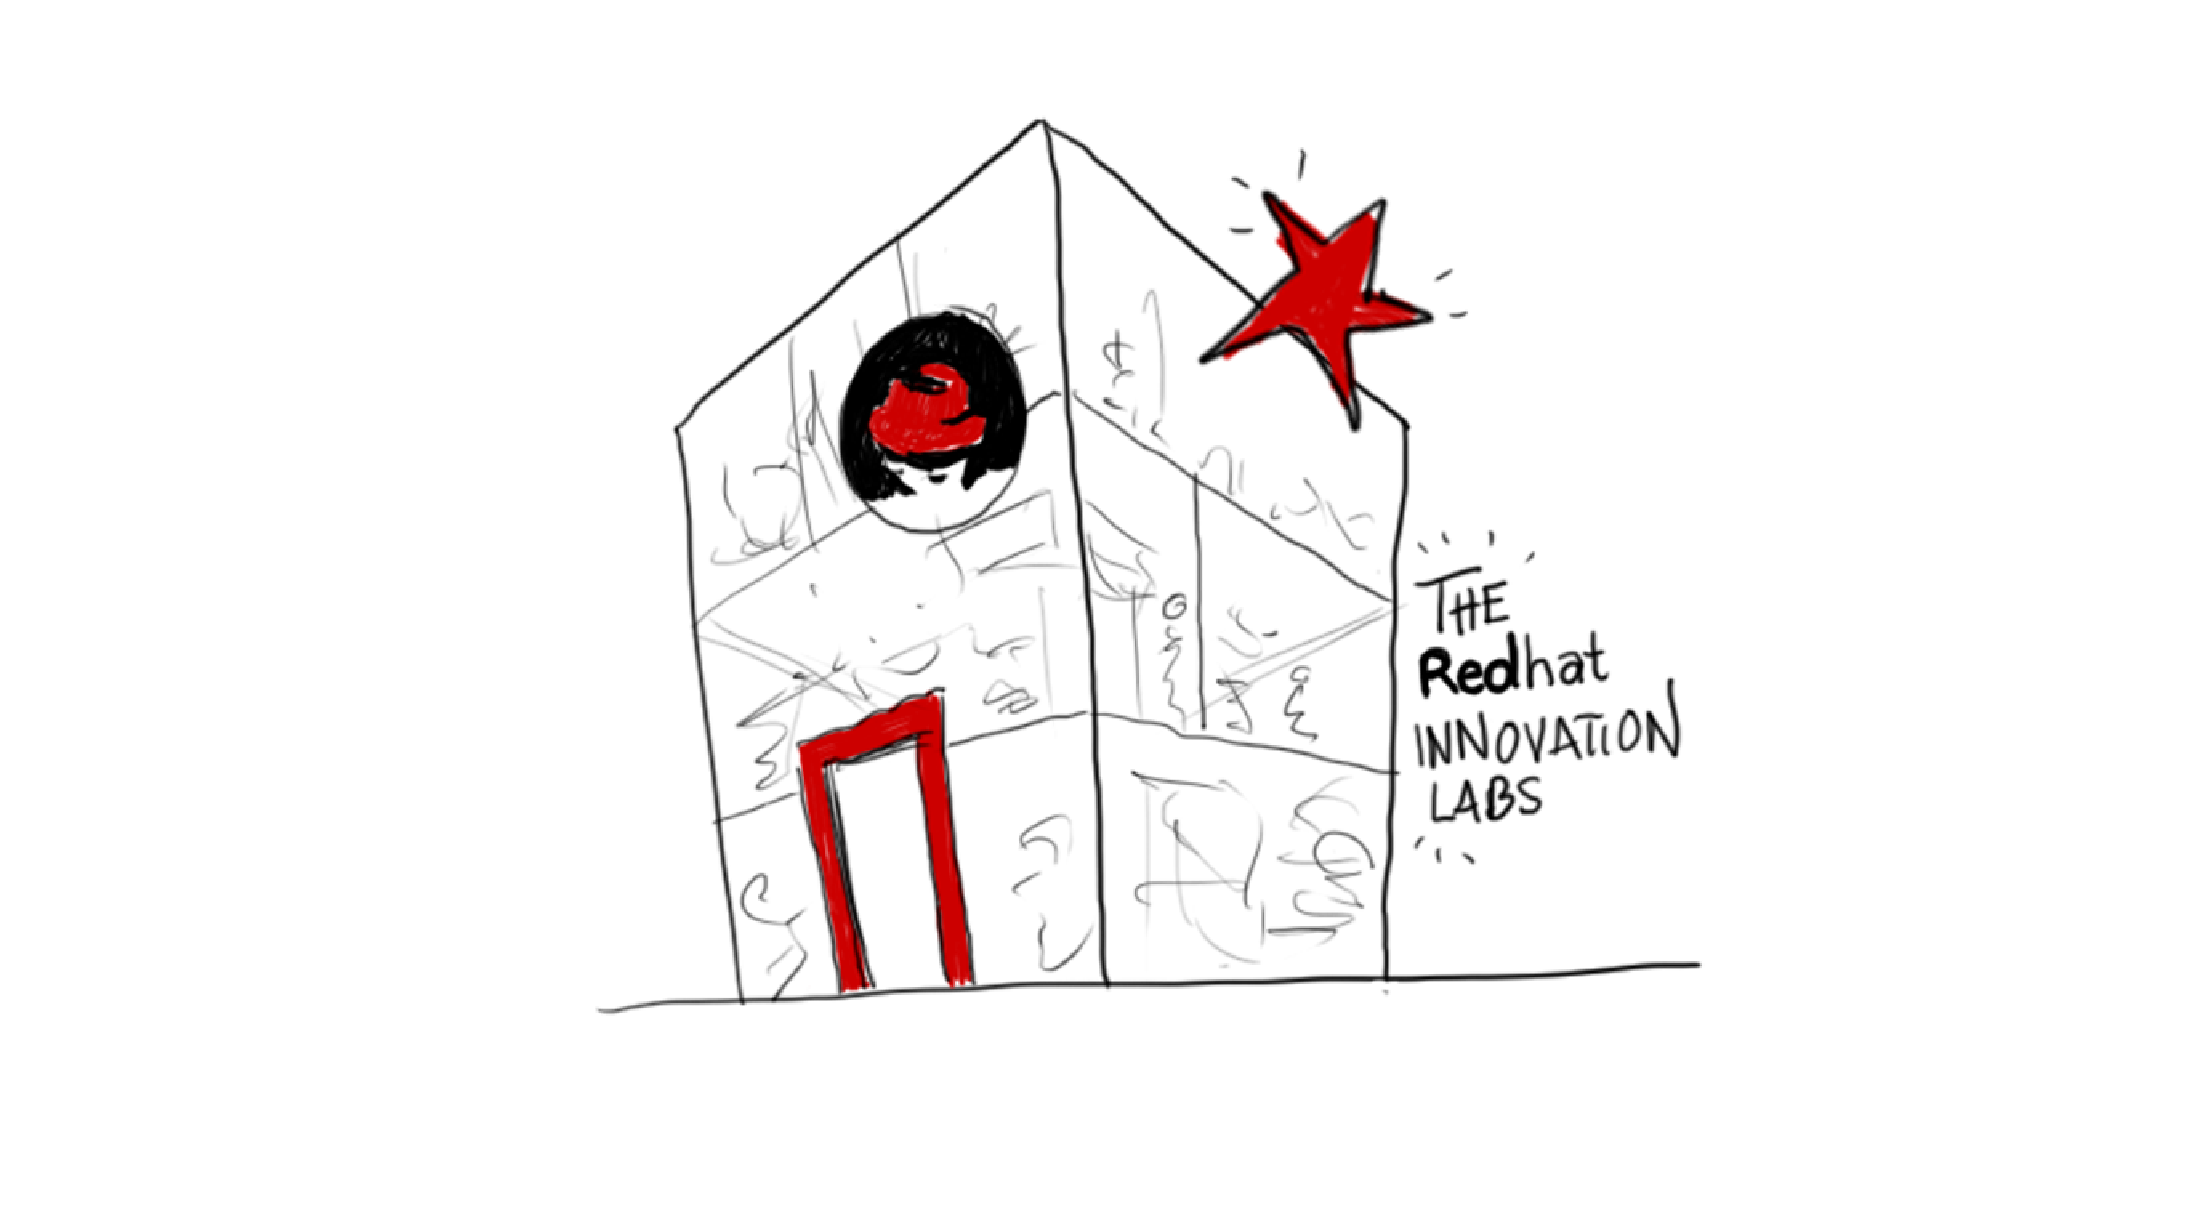 THE
Redhat
INNOVATION
LABS